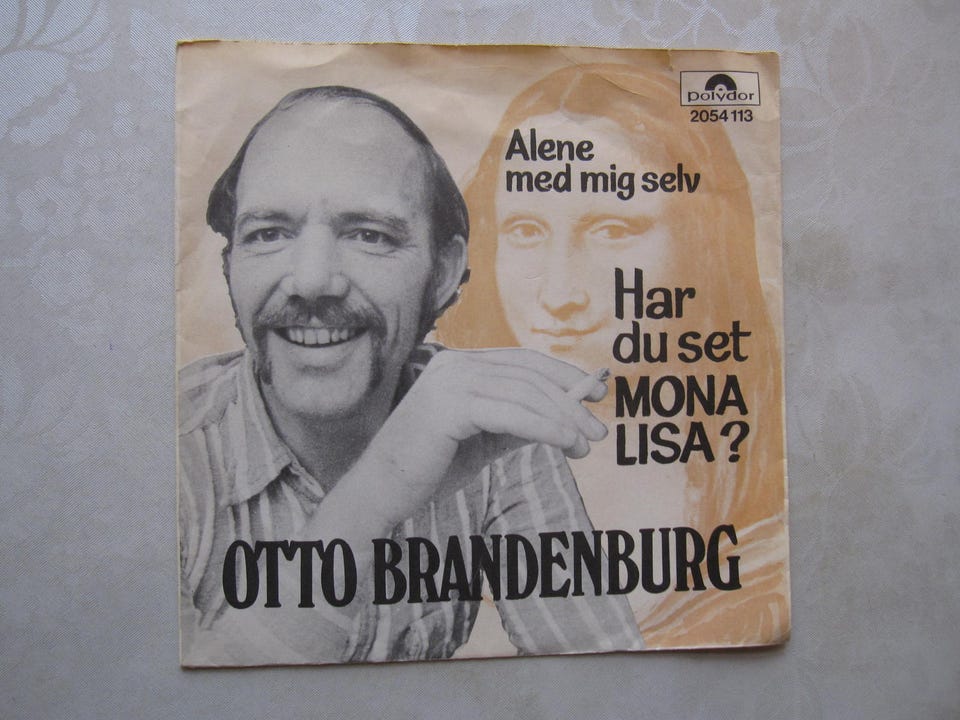 polydor
2054 113
Alene
med mig selv
Har
du set
MONA
LISA?
OTTO BRANDENBURG